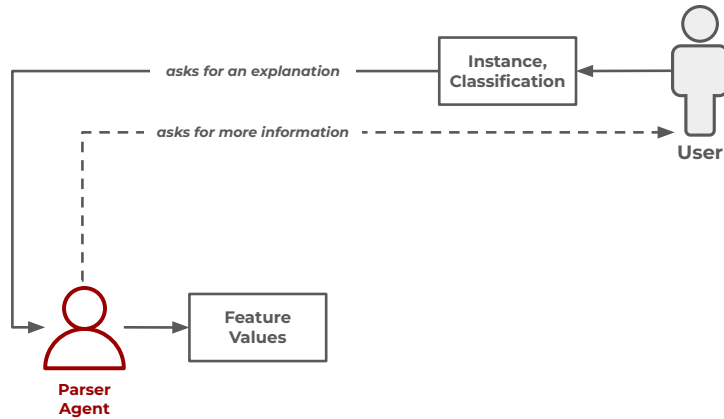 asks for an explanation
Instance,
Classification
asks for more information
User
Feature
Values
Parser
Agent